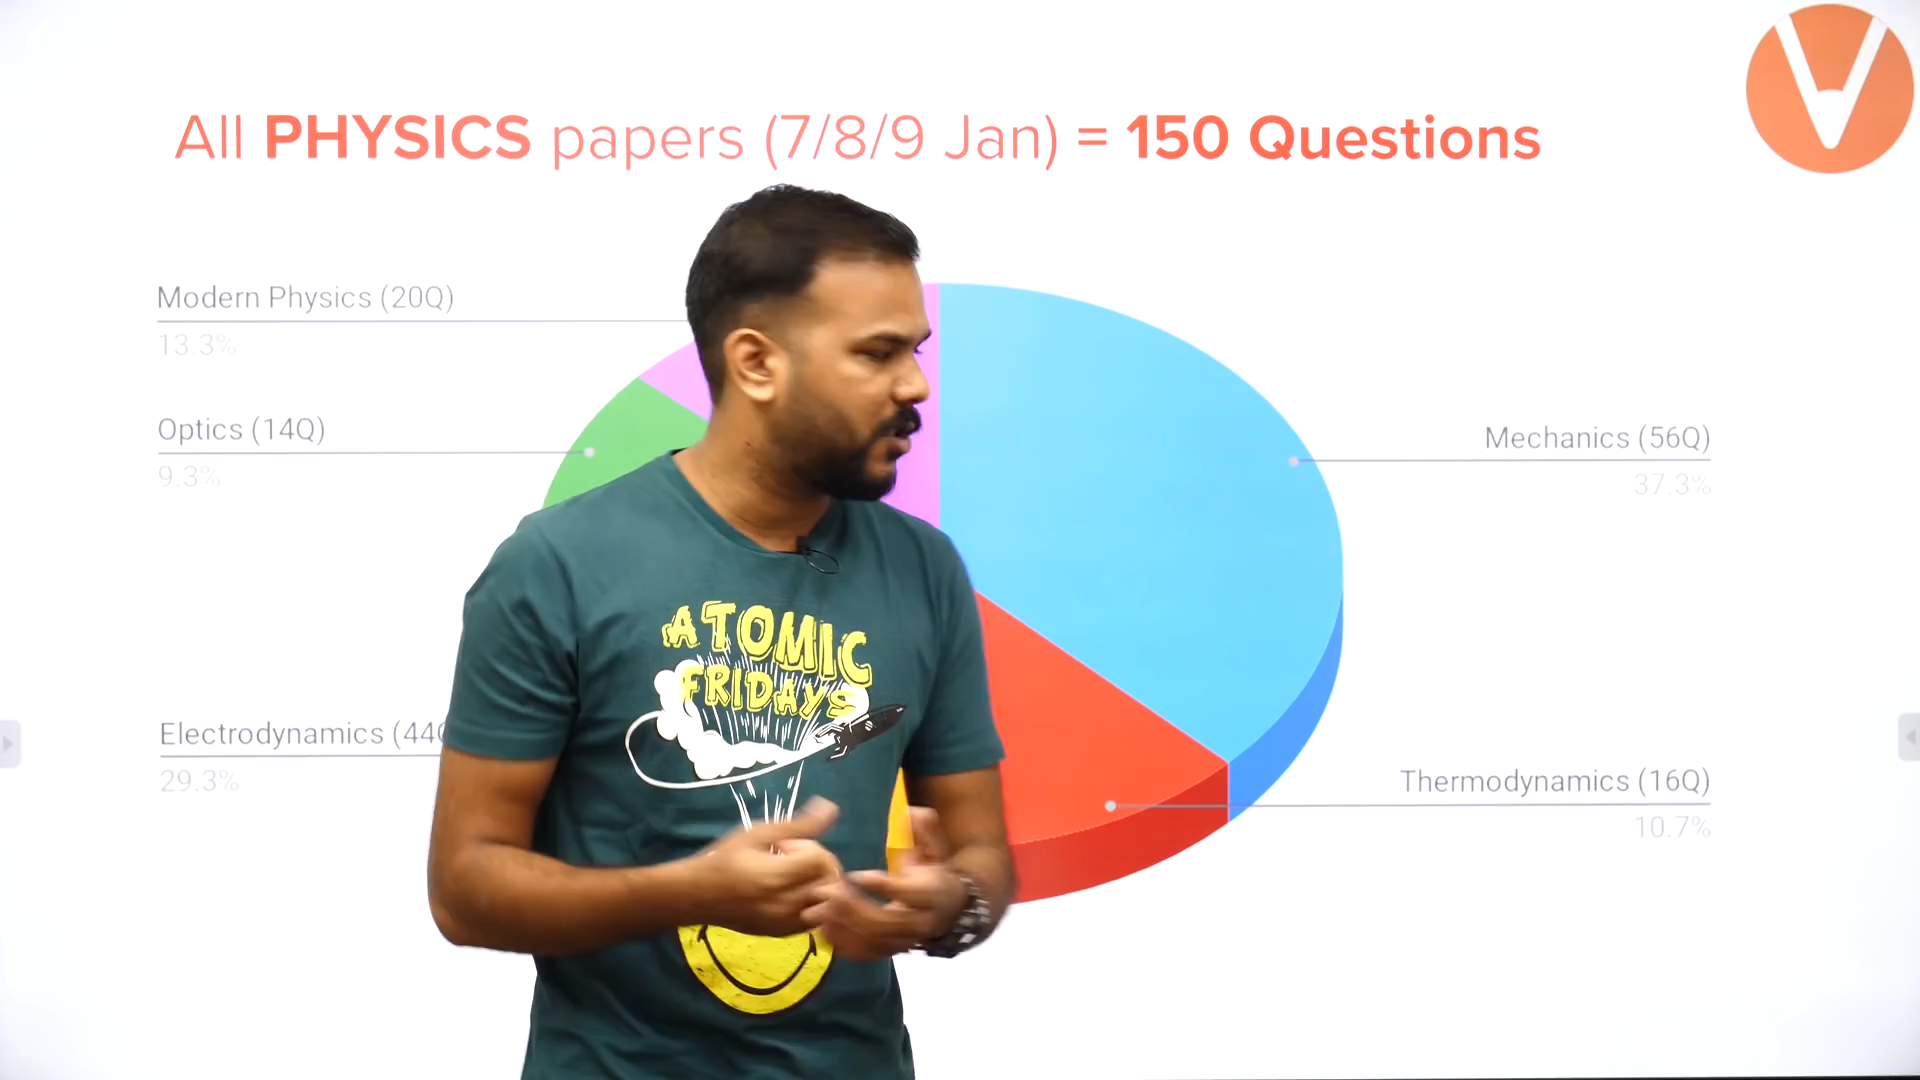 All PHYSICS papers (7/8/9 Jan) = 150 Questions
Modern Physics (20Q)
13.3%
Optics (14Q)
9.3%
Mechanics (56Q)
37.3%
Electrodynamics (44Q
29.3%
Thermodynamics (16Q)
10.7%
ATOMIC
FRIDAYS